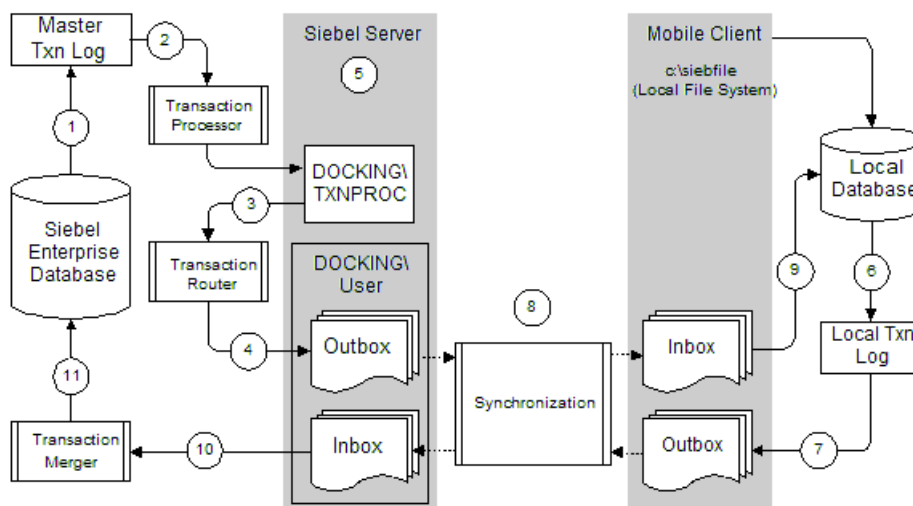 Master
Txn Log
2
Siebel Server
5
Mobile Client
c:\siebfile
(Local File System)
Transaction
Processor
1
DOCKING\
TXNPROC
Local
Database
3
Siebel
Enterprise
Database
Transaction
Router
DOCKING\
User
9
6
8
4
Outbox
Inbox
Local Txn
Log
11
Synchronization
Transaction
Merger
10
Inbox
Outbox
7